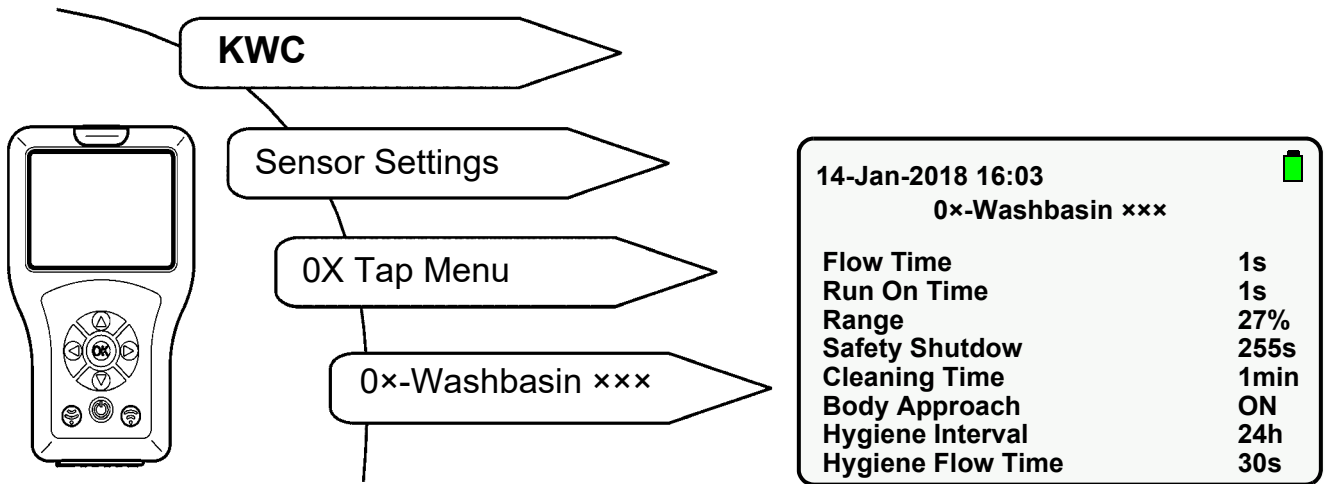 KWC
Sensor Settings
0X Tap Menu
0×-Washbasin ×××
OK
14-Jan-2018 16:03
0×-Washbasin ×××
Flow Time 1s
Run On Time 1s
Range 27%
Safety Shutdow 255s
Cleaning Time 1min
Body Approach ON
Hygiene Interval 24h
Hygiene Flow Time 30s